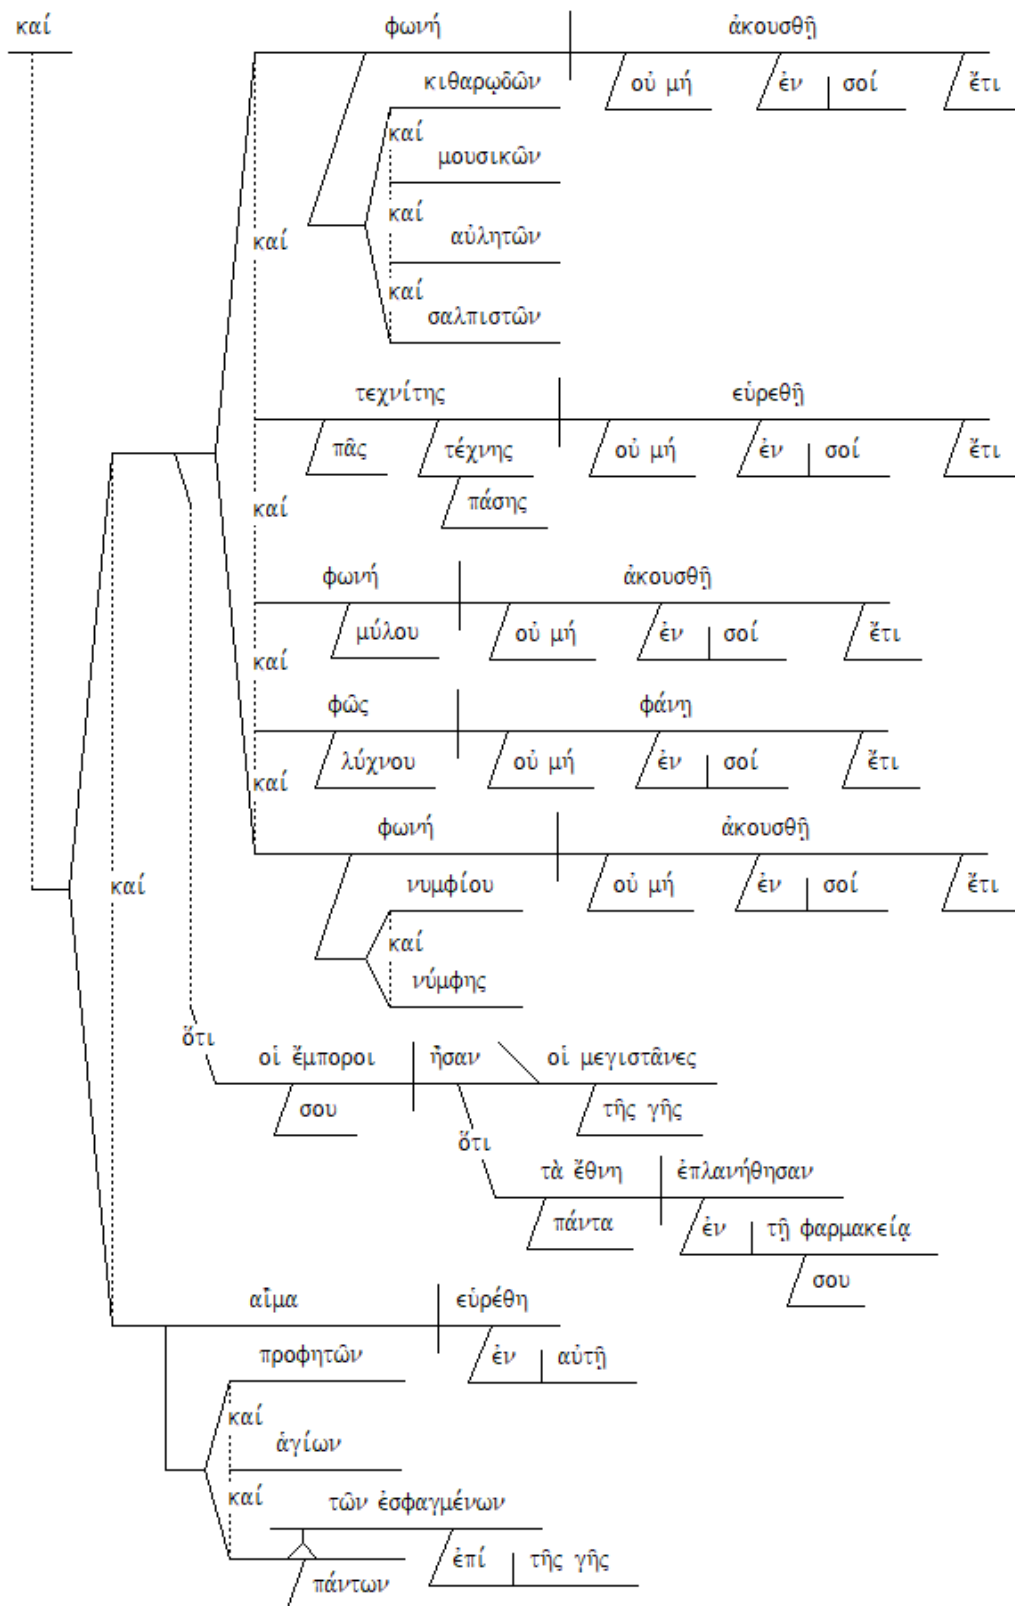 καί φωνή ἀκουσθῇ
κιθαρῳδῶν οὐ μή ἐν σοί ἔτι
καί
μουσικῶν
καί
καί αὐλητῶν
καί
σαλπιστῶν
τεχνίτης εὑρεθῇ
πᾶς τέχνης οὐ μή ἐν σοί ἔτι
καί πάσης
φωνή ἀκουσθῇ
μύλου οὐ μή ἐν σοί ἔτι
καί
φῶς φάνῃ
λύχνου οὐ μή ἐν σοί ἔτι
καί
φωνή ἀκουσθῇ
καί νυμφίου οὐ μή ἐν σοί ἔτι
καί
νύμφης
ὅτι οἱ ἔμποροι ἦσαν οἱ μεγιστᾶνες
σου τῆς γῆς
ὅτι
τὰ ἔθνη ἐπλανήθησαν
πάντα ἐν τῇ φαρμακείᾳ
σου
αἷμα εὑρέθη
προφητῶν ἐν αὐτῇ
καί
ἁγίων
καί τῶν ἐσφαγμένων
πάντων ἐπί τῆς γῆς